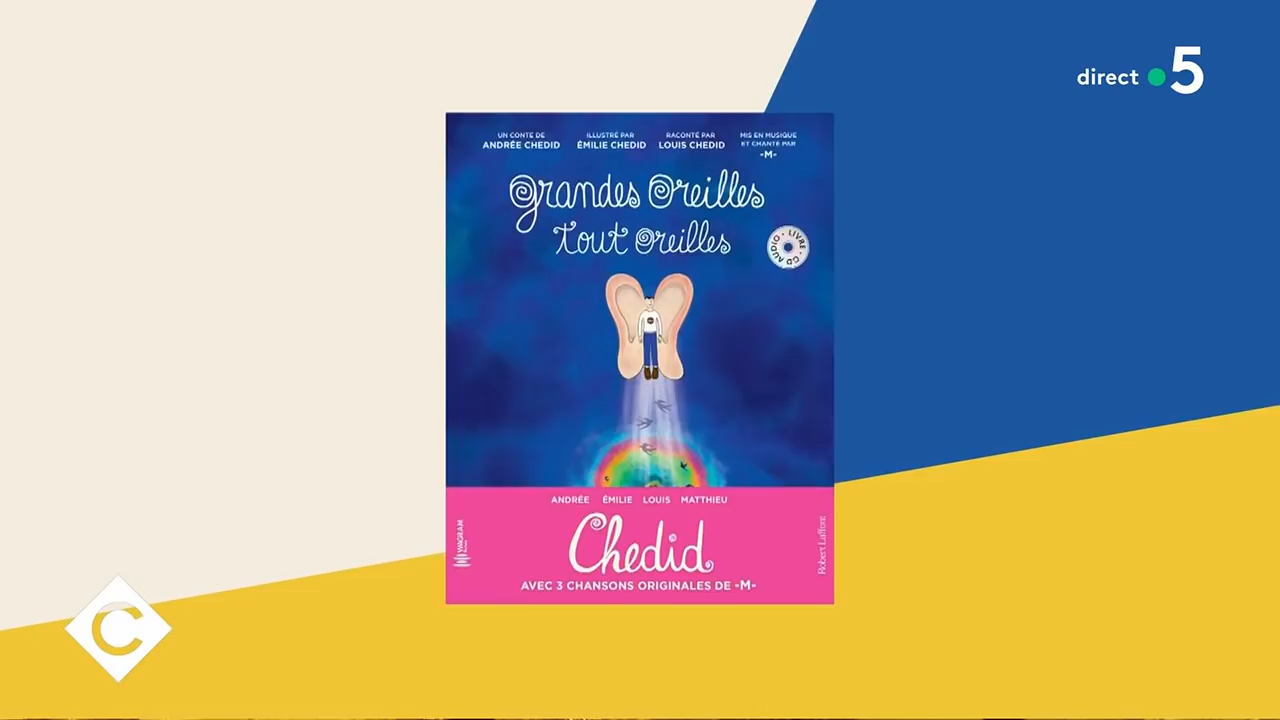 direct 5
UN CONTE DE
ANDRÉE CHEDID
ILLUSTRÉ PAR
ÉMILIE CHEDID
RACONTÉ PAR
LOUIS CHEDID
MIS EN MUSIQUE
ET CHANTÉ PAR
-M-
Grandes Oreilles
Tout Oreilles
LIVRE • CD AUDIO •
ANDRÉE ÉMILIE LOUIS MATTHIEU
Chedid
AVEC 3 CHANSONS ORIGINALES DE -M-
WAGRAM
Robert Laffont
C